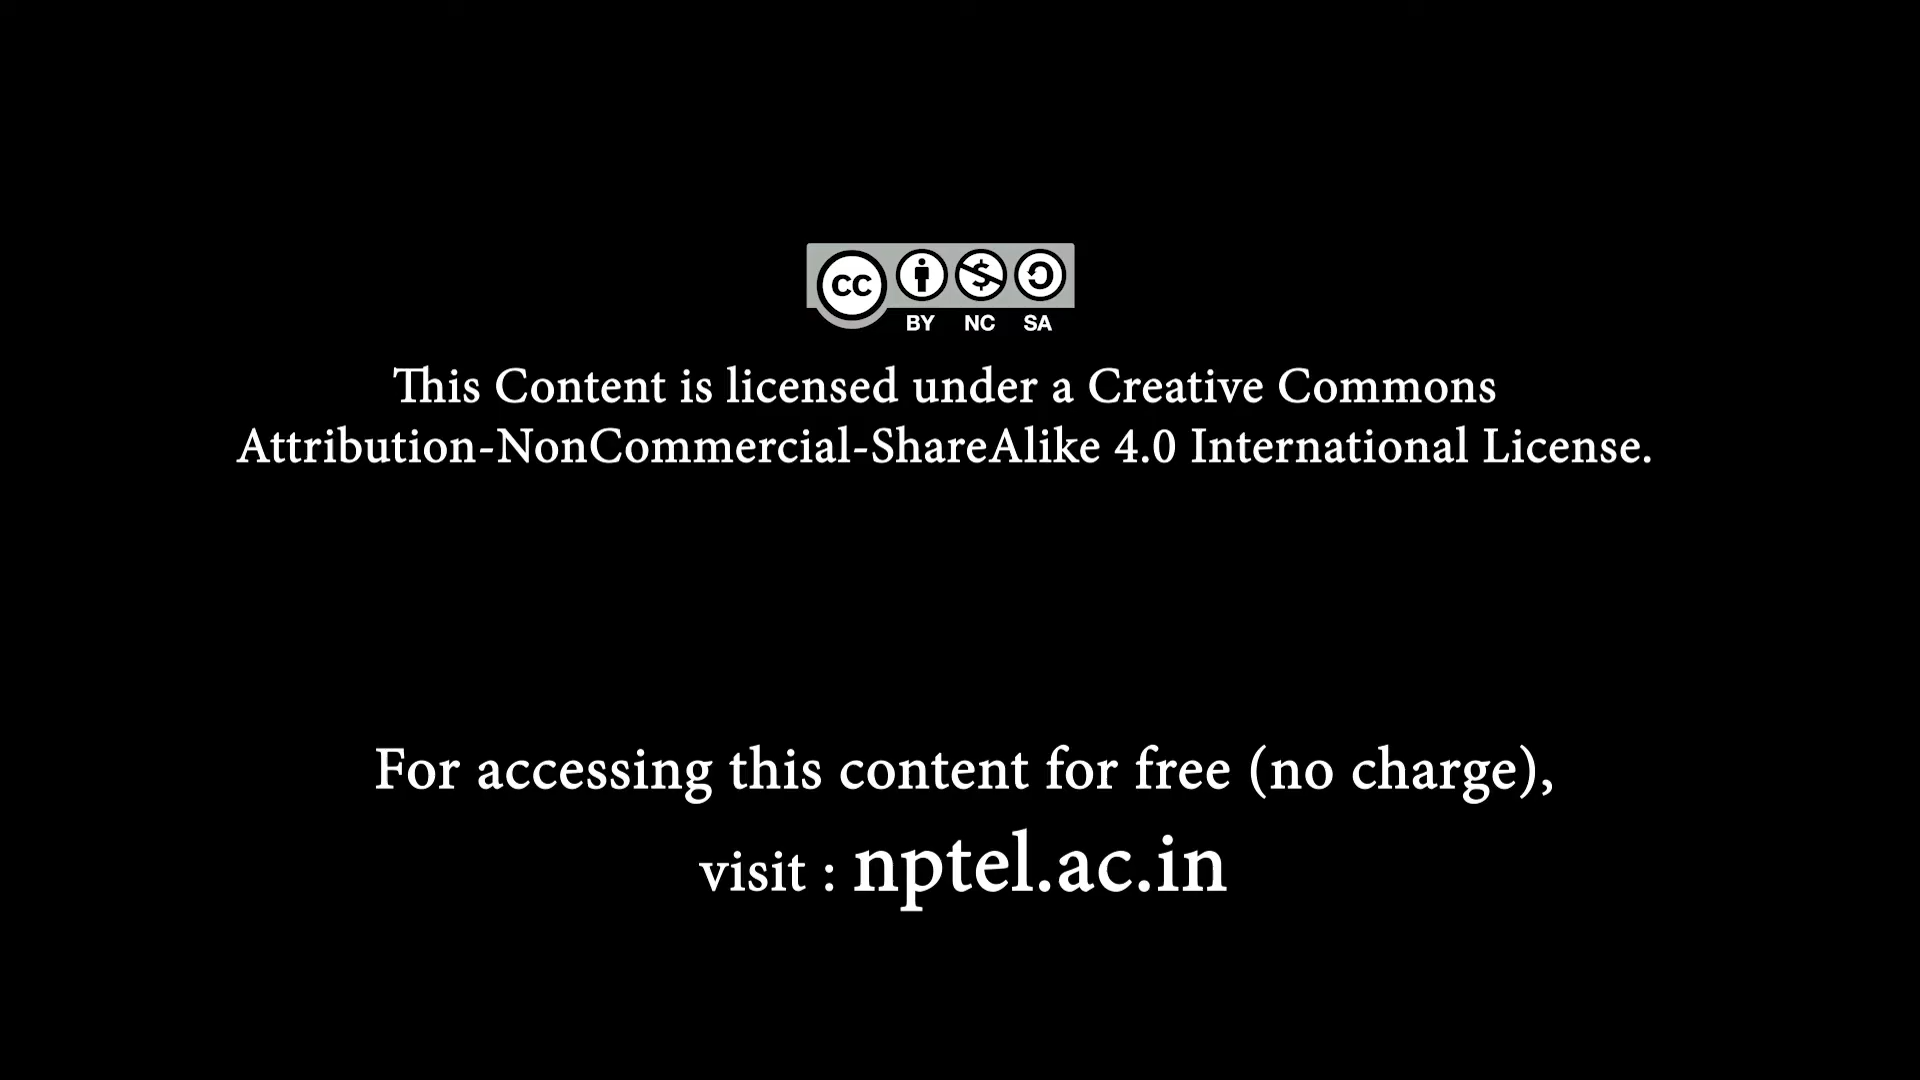 cc BY NC SA
This Content is licensed under a Creative Commons
Attribution-NonCommercial-ShareAlike 4.0 International License.
For accessing this content for free (no charge),
visit : nptel.ac.in